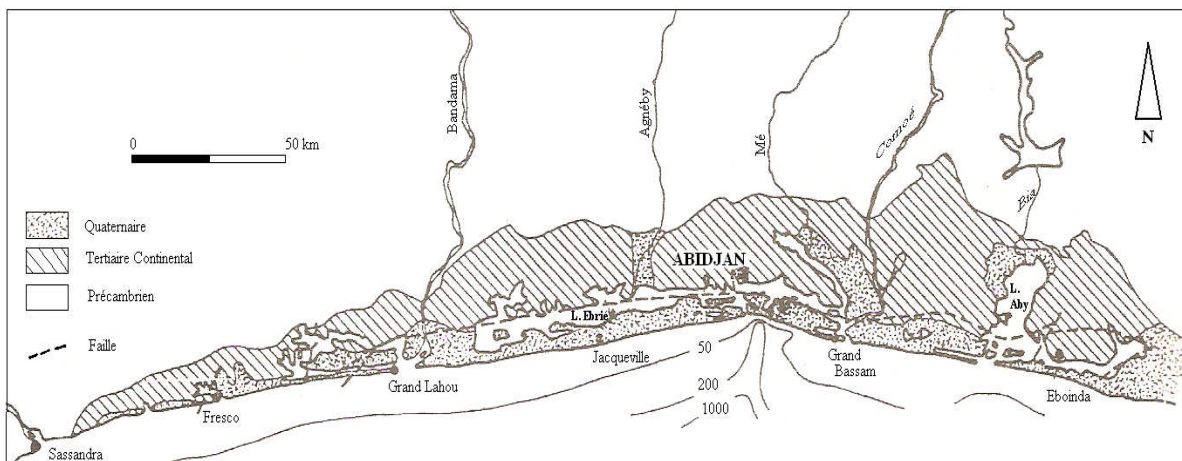 Bandama
Agnéby
Mé
Comoé
Bia
N
0 50 km
Quaternaire
Tertiaire Continental
Précambrien
Faille
ABIDJAN
L. Ebrié
L.
Aby
Jacqueville
Grand Lahou
Fresco
Sassandra
50
200
1000
Grand
Bassam
Eboinda